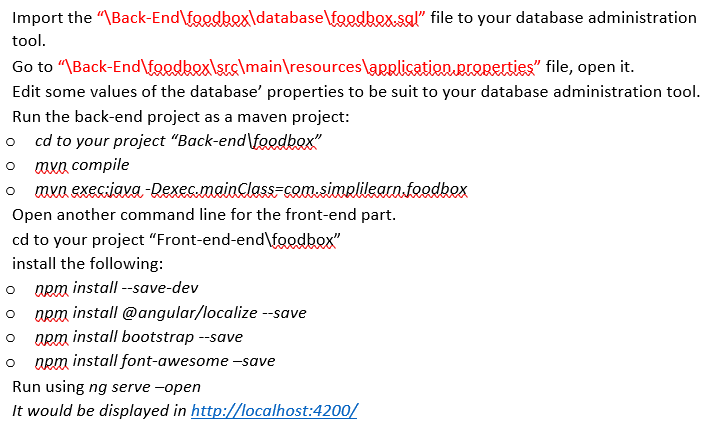 Import the “\Back-End\foodbox\database\foodbox.sql” file to your database administration
tool.
Go to “\Back-End\foodbox\src\main\resources\application.properties” file, open it.
Edit some values of the database’ properties to be suit to your database administration tool.
Run the back-end project as a maven project:
o cd to your project “Back-end\foodbox”
o mvn compile
o mvn exec:java -Dexec.mainClass=com.simplilearn.foodbox
Open another command line for the front-end part.
cd to your project “Front-end-end\foodbox”
install the following:
o npm install --save-dev
o npm install @angular/localize --save
o npm install bootstrap --save
o npm install font-awesome –save
Run using ng serve –open
It would be displayed in http://localhost:4200/